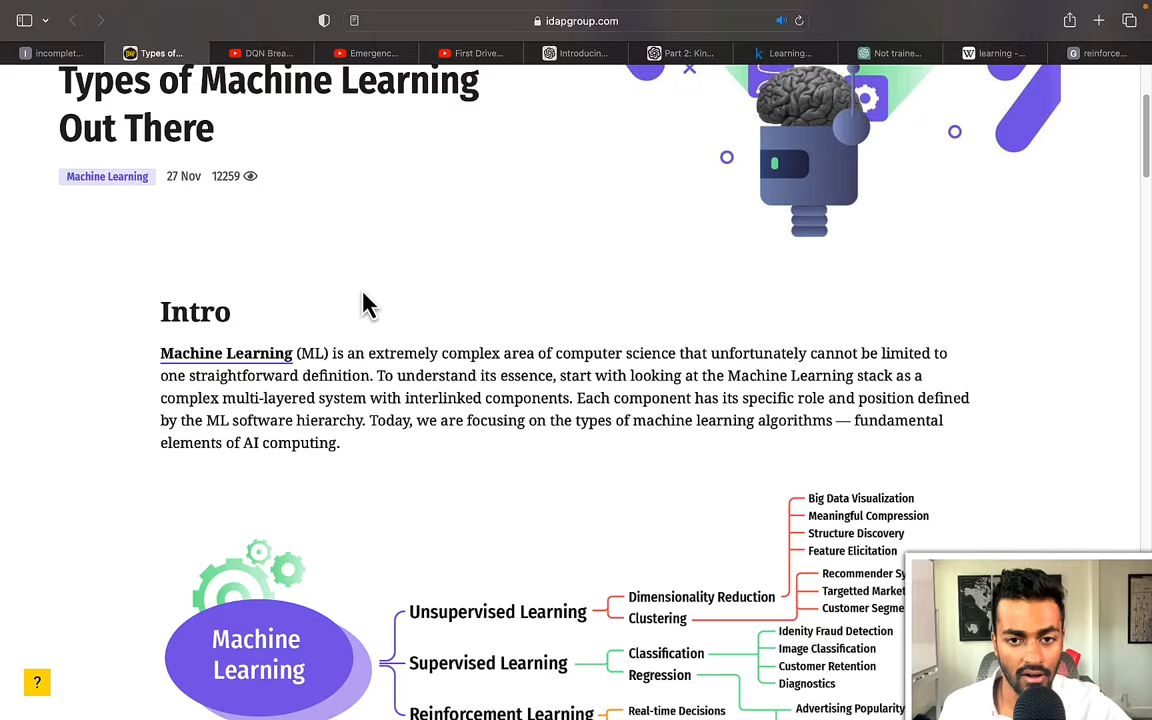 idapgroup.com
incomplet...
Types of...
DQN Brea...
Emergenc...
First Drive...
Introducin...
Part 2: Kin...
Learning...
Not traine...
learning -...
reinforce...
Types of Machine Learning
Out There
Machine Learning 27 Nov 12259
Intro
Machine Learning (ML) is an extremely complex area of computer science that unfortunately cannot be limited to
one straightforward definition. To understand its essence, start with looking at the Machine Learning stack as a
complex multi-layered system with interlinked components. Each component has its specific role and position defined
by the ML software hierarchy. Today, we are focusing on the types of machine learning algorithms — fundamental
elements of AI computing.
Machine
Learning
Unsupervised Learning
Dimensionality Reduction
Big Data Visualization
Meaningful Compression
Structure Discovery
Feature Elicitation
Clustering
Recommender Sy
Targetted Market
Customer Segme
Supervised Learning
Classification
Idenity Fraud Detection
Image Classification
Customer Retention
Diagnostics
Regression
Advertising Popularity
Reinforcement Learning
Real-time Decisions
?